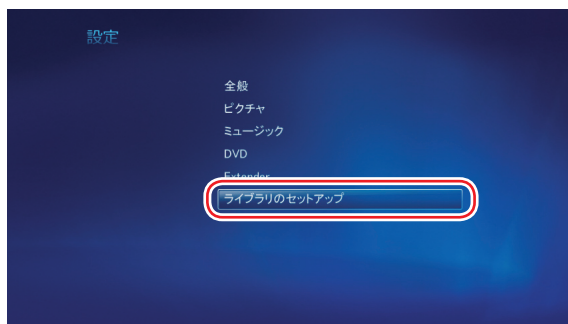 設定
全般
ピクチャ
ミュージック
DVD
Extender
ライブラリのセットアップ